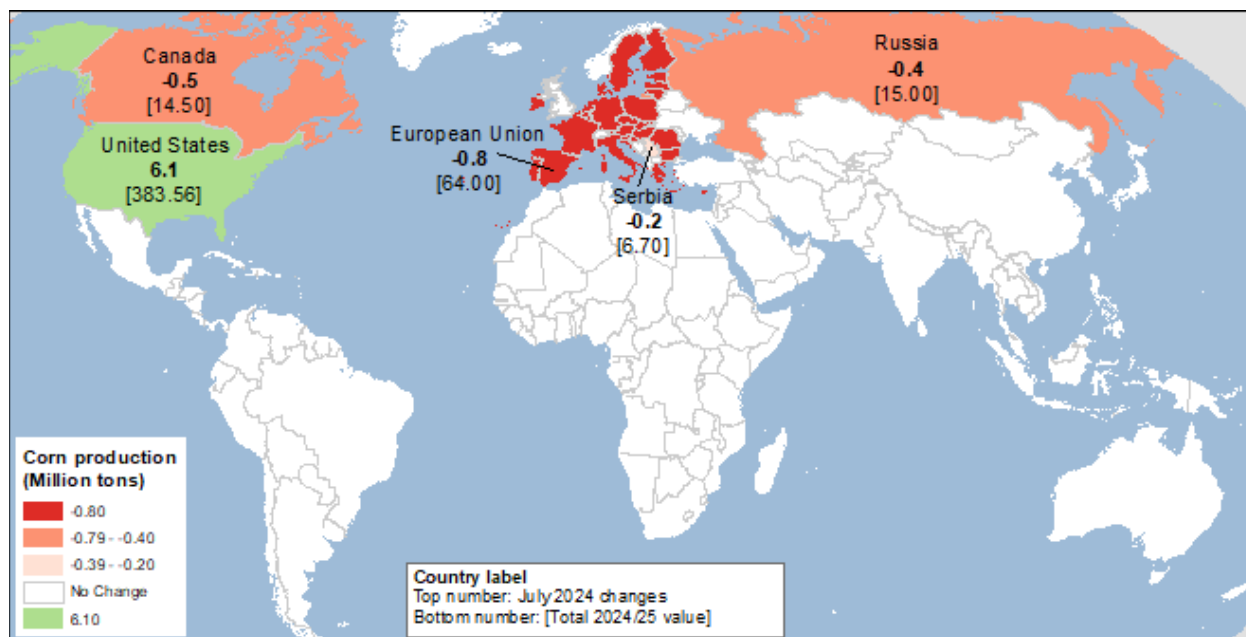 Canada
-0.5
[14.50]
United States
6.1
[383.56]
European Union
-0.8
[64.00]
Serbia
-0.2
[6.70]
Russia
-0.4
[15.00]
Corn production
(Million tons)
-0.80
-0.79 - -0.40
-0.39 - -0.20
No Change
6.10
Country label
Top number: July 2024 changes
Bottom number: [Total 2024/25 value]